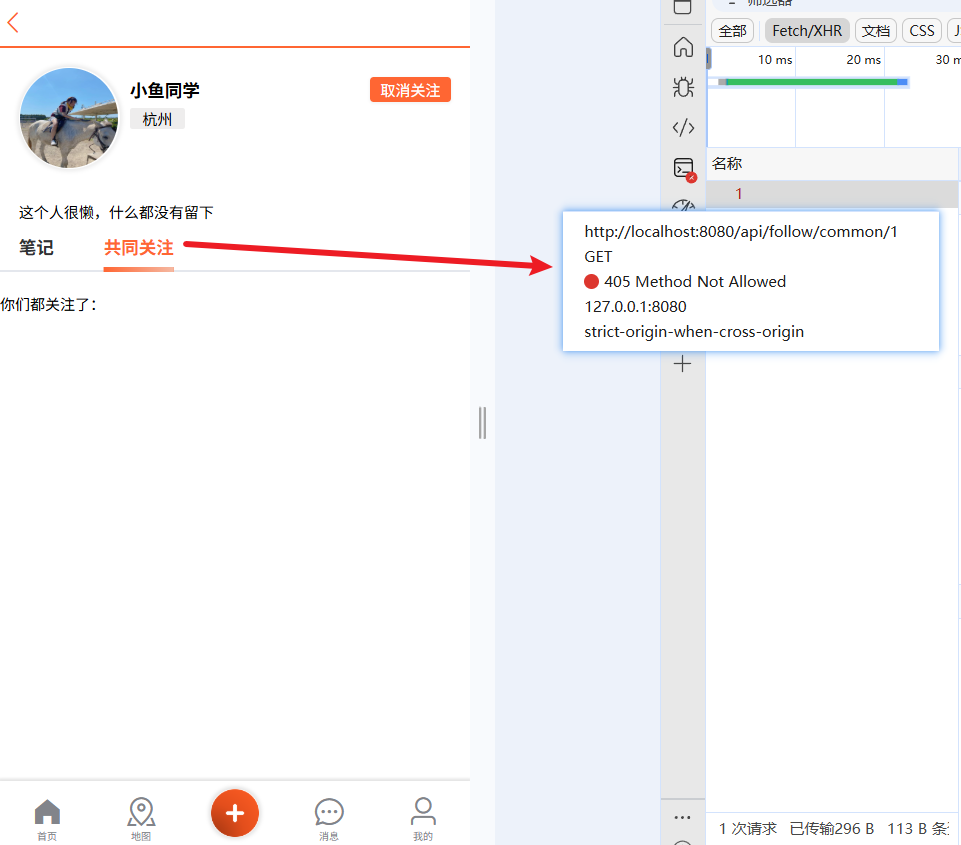 小鱼同学
取消关注
杭州
这个人很懒，什么都没有留下
笔记
共同关注
你们都关注了：
首页
地图
消息
我的
全部
Fetch/XHR
文档
CSS
10 ms
20 ms
名称
1
http://localhost:8080/api/follow/common/1
GET
405 Method Not Allowed
127.0.0.1:8080
strict-origin-when-cross-origin
1 次请求
已传输296 B
113 B